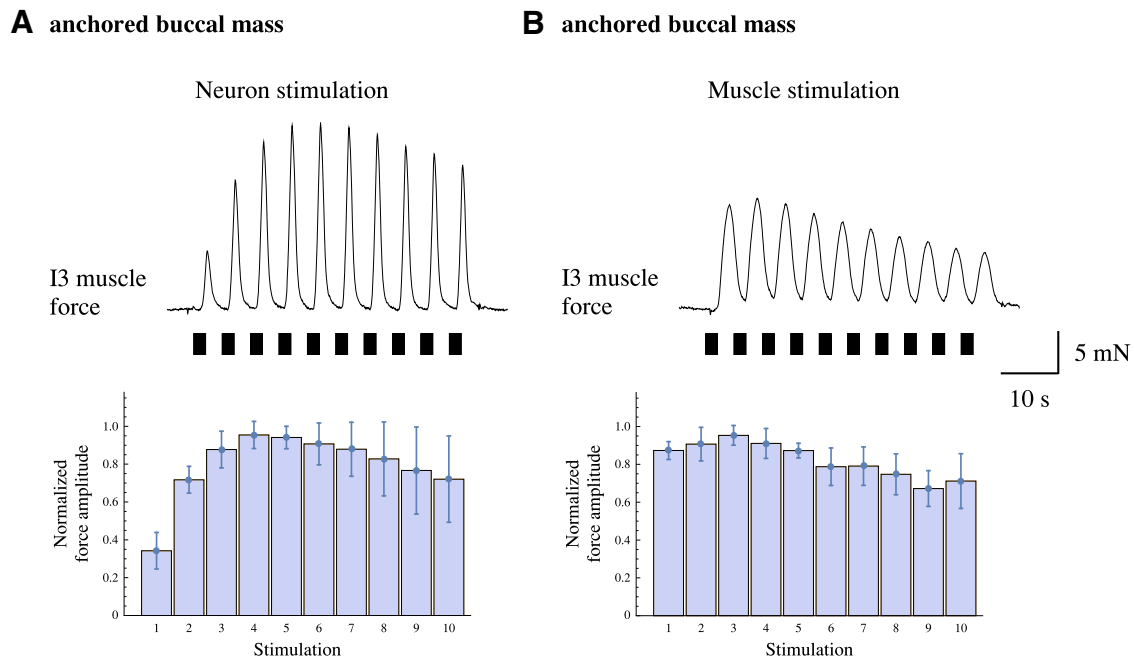 A anchored buccal mass
Neuron stimulation
I3 muscle
force
1.0
0.8
0.6
0.4
0.2
0
Normalized
force amplitude
1 2 3 4 5 6 7 8 9 10
Stimulation
B anchored buccal mass
Muscle stimulation
I3 muscle
force
5 mN
10 s
1.0
0.8
0.6
0.4
0.2
0
Normalized
force amplitude
1 2 3 4 5 6 7 8 9 10
Stimulation